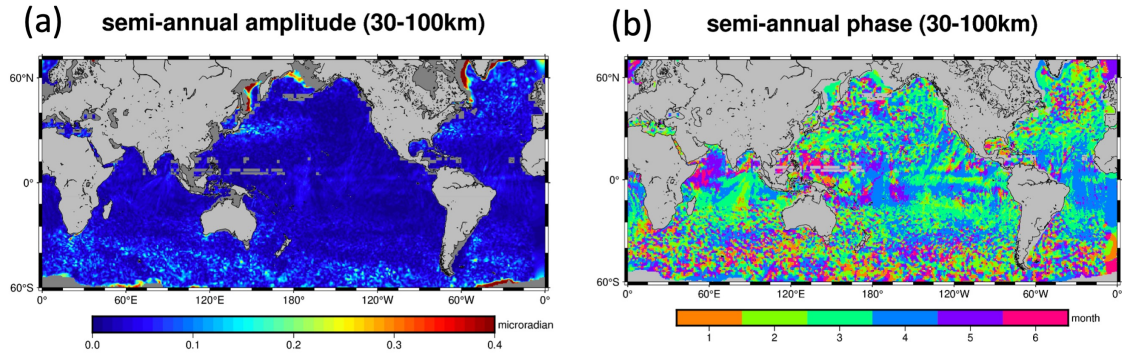 (a) semi-annual amplitude (30-100km)
60°N
0°
60°S
0° 60°E 120°E 180° 120°W 60°W 0°
microradian
0.0 0.1 0.2 0.3 0.4
(b) semi-annual phase (30-100km)
60°N
0°
60°S
0° 60°E 120°E 180° 120°W 60°W 0°
month
1 2 3 4 5 6